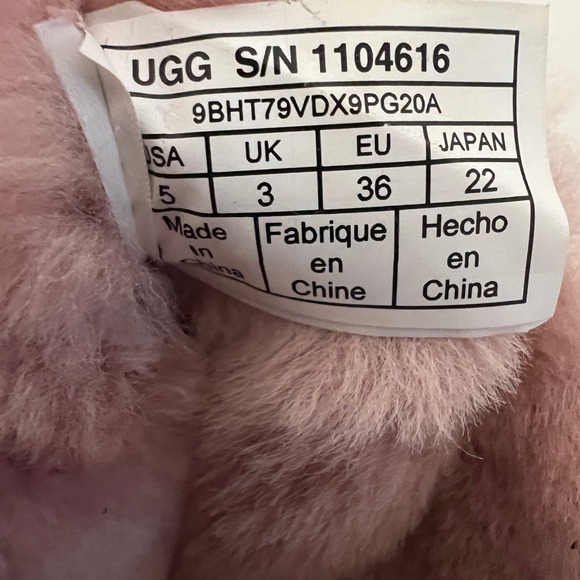 UGG S/N 1104616
9BHT79VDX9PG20A
USA UK EU JAPAN
5 3 36 22
Made in China
Fabrique en Chine
Hecho en China